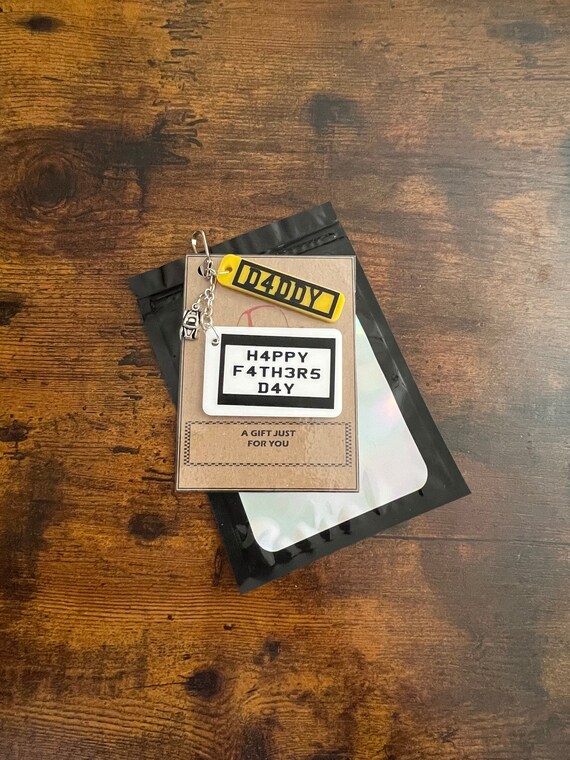 D4DDY
H4PPY
F4TH3R5
D4Y
A GIFT JUST
FOR YOU